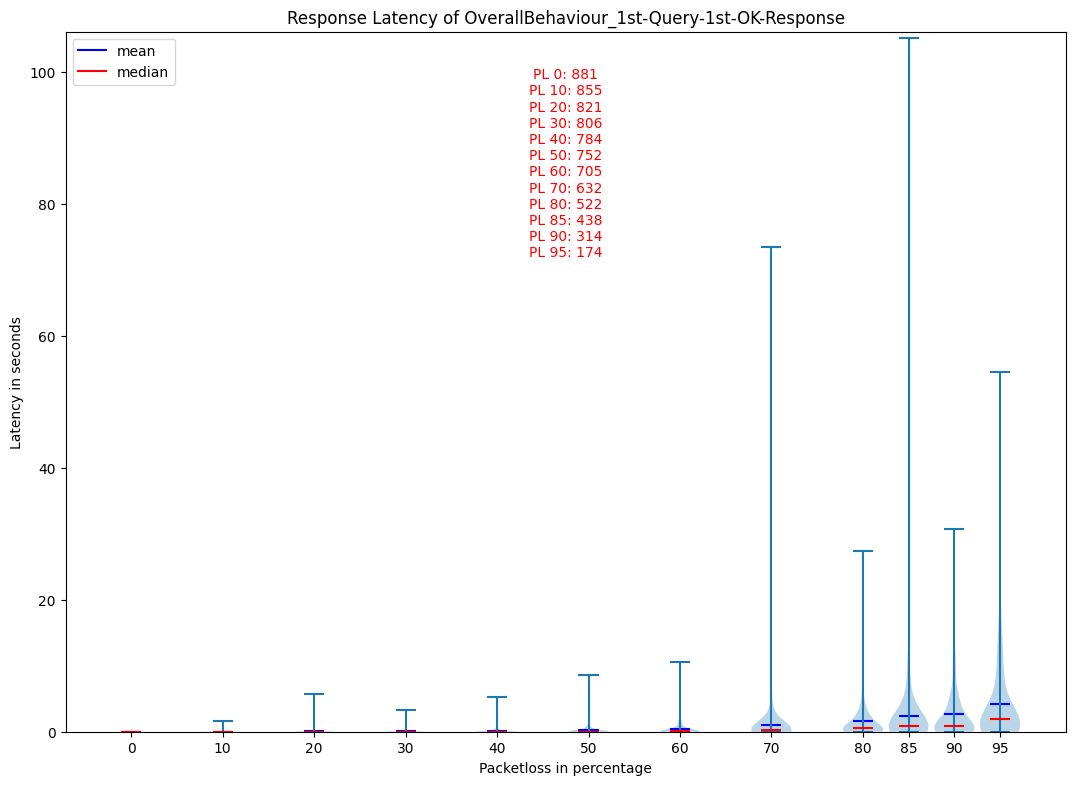 Response Latency of OverallBehaviour_1st-Query-1st-OK-Response
mean
median
PL 0: 881
PL 10: 855
PL 20: 821
PL 30: 806
PL 40: 784
PL 50: 752
PL 60: 705
PL 70: 632
PL 80: 522
PL 85: 438
PL 90: 314
PL 95: 174
Latency in seconds
100
80
60
40
20
0
0 10 20 30 40 50 60 70 80 85 90 95
Packetloss in percentage